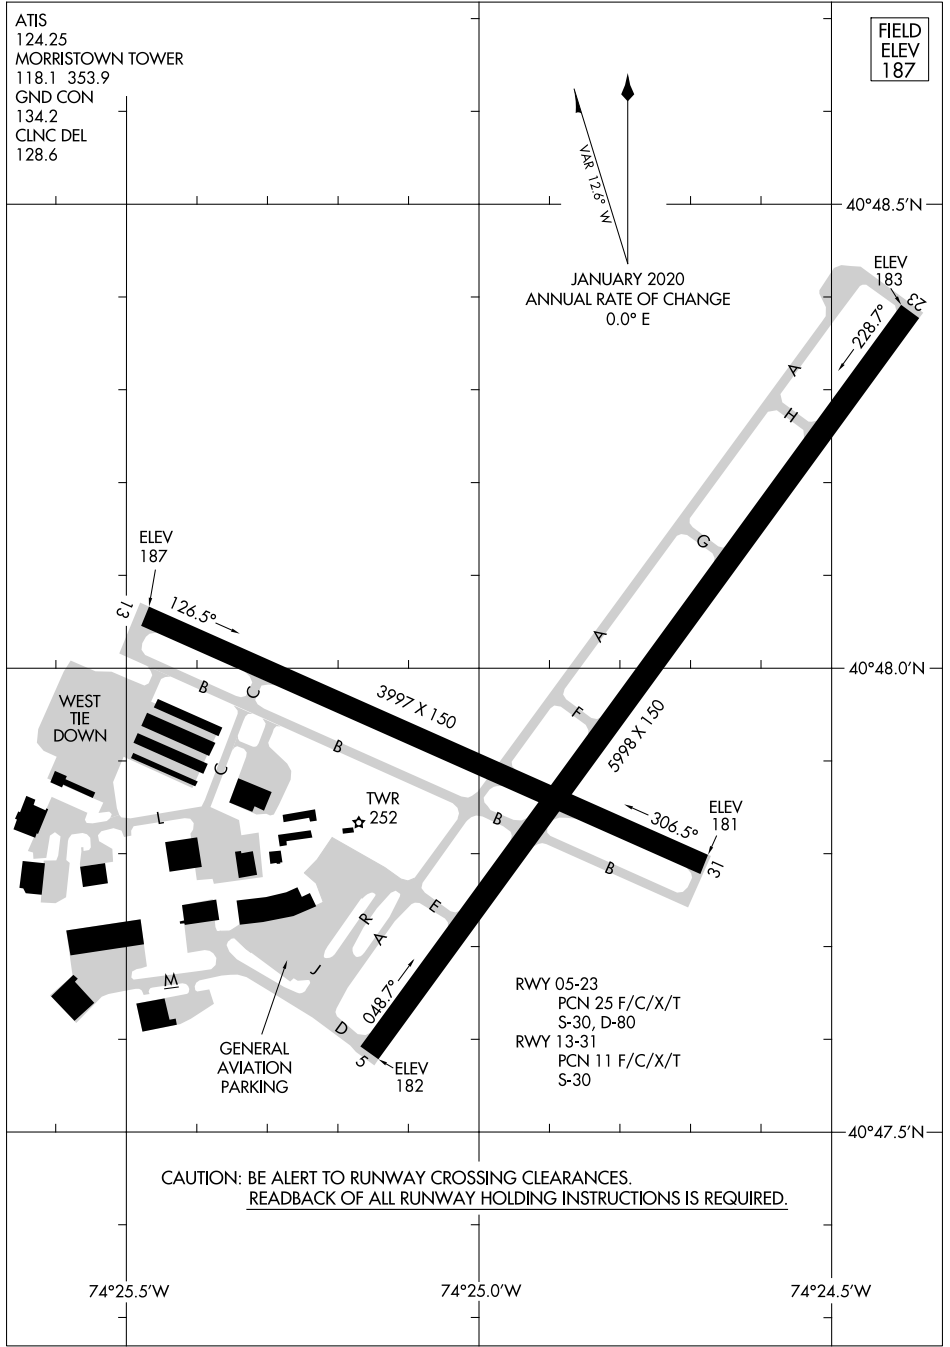 ATIS
124.25
MORRISTOWN TOWER
118.1 353.9
GND CON
134.2
CLNC DEL
128.6
FIELD
ELEV
187
VAR 12.6° W
JANUARY 2020
ANNUAL RATE OF CHANGE
0.0° E
40°48.5'N
ELEV
183
23
228.7°
A
H
G
A
F
ELEV
187
13
126.5°
40°48.0'N
WEST
TIE
DOWN
B
C
3997 X 150
5998 X 150
B
C
TWR
252
L
B
306.5°
ELEV
181
B
31
E
R
A
J
M
048.7°
D
5
ELEV
182
GENERAL
AVIATION
PARKING
RWY 05-23
PCN 25 F/C/X/T
S-30, D-80
RWY 13-31
PCN 11 F/C/X/T
S-30
40°47.5'N
CAUTION: BE ALERT TO RUNWAY CROSSING CLEARANCES.
READBACK OF ALL RUNWAY HOLDING INSTRUCTIONS IS REQUIRED.
74°25.5'W
74°25.0'W
74°24.5'W